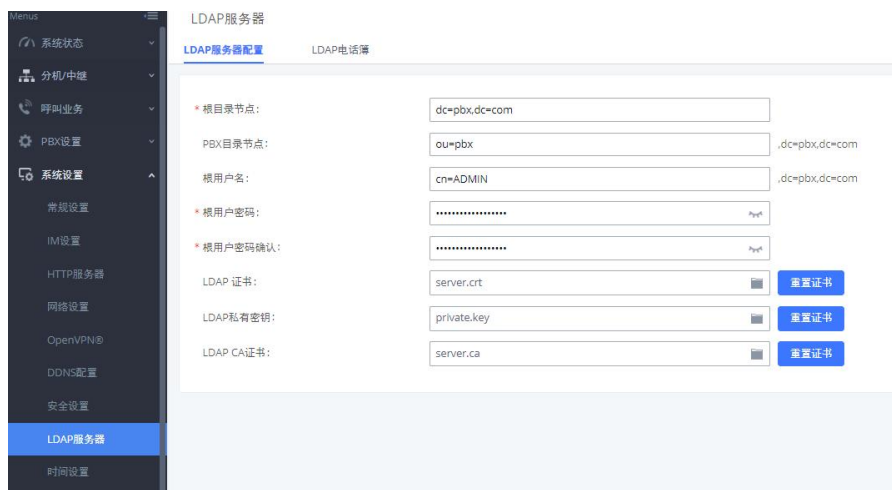 Menus
LDAP服务器
系统状态
LDAP服务器配置 LDAP电话薄
分机/中继
呼叫业务
* 根目录节点: dc=pbx,dc=com
PBX设置
PBX目录节点: ou=pbx ,dc=pbx,dc=com
系统设置
根用户名: cn=ADMIN ,dc=pbx,dc=com
常规设置
* 根用户密码: ••••••••••••••••••
IM设置
* 根用户密码确认: ••••••••••••••••••
HTTP服务器
LDAP 证书: server.crt 重置证书
网络设置
LDAP私有密钥: private.key 重置证书
OpenVPN®
LDAP CA证书: server.ca 重置证书
DDNS配置
安全设置
LDAP服务器
时间设置